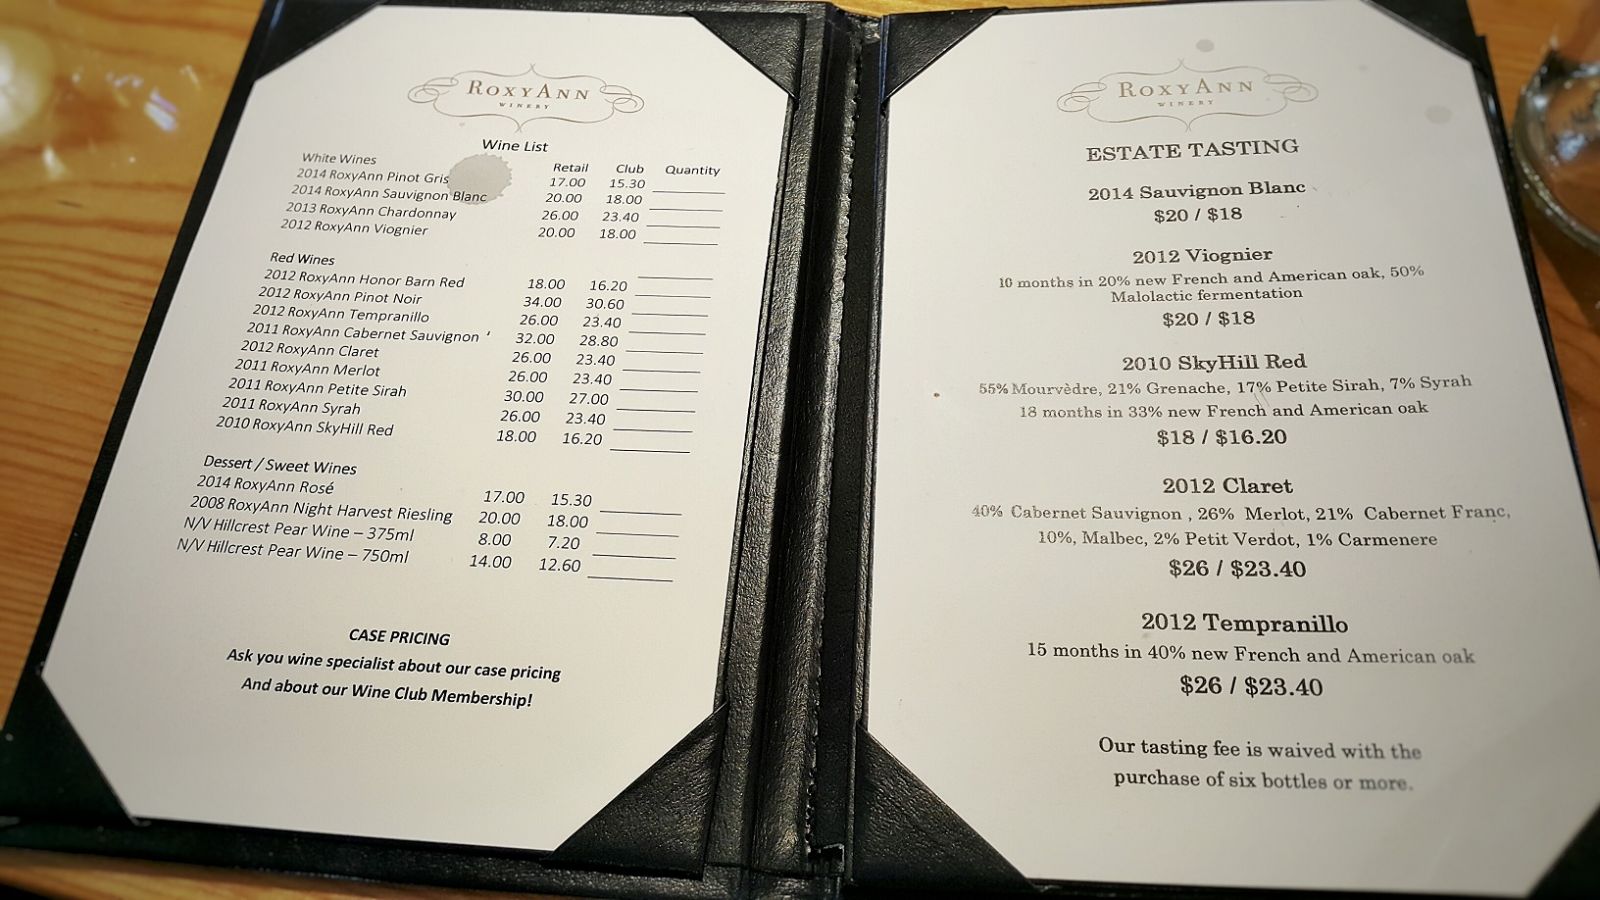 ROXYANN
WINERY
Wine List
White Wines Retail Club Quantity
2014 RoxyAnn Pinot Gris 17.00 15.30
2014 RoxyAnn Sauvignon Blanc 20.00 18.00
2013 RoxyAnn Chardonnay 26.00 23.40
2012 RoxyAnn Viognier 20.00 18.00
Red Wines
2012 RoxyAnn Honor Barn Red 18.00 16.20
2012 RoxyAnn Pinot Noir 34.00 30.60
2012 RoxyAnn Tempranillo 26.00 23.40
2011 RoxyAnn Cabernet Sauvignon 32.00 28.80
2012 RoxyAnn Claret 26.00 23.40
2011 RoxyAnn Merlot 26.00 23.40
2011 RoxyAnn Petite Sirah 30.00 27.00
2011 RoxyAnn Syrah 26.00 23.40
2010 RoxyAnn SkyHill Red 18.00 16.20
Dessert / Sweet Wines
2014 RoxyAnn Rosé 17.00 15.30
2008 RoxyAnn Night Harvest Riesling 20.00 18.00
N/V Hillcrest Pear Wine – 375ml 8.00 7.20
N/V Hillcrest Pear Wine – 750ml 14.00 12.60
CASE PRICING
Ask you wine specialist about our case pricing
And about our Wine Club Membership!
ROXYANN
WINERY
ESTATE TASTING
2014 Sauvignon Blanc
$20 / $18
2012 Viognier
10 months in 20% new French and American oak, 50%
Malolactic fermentation
$20 / $18
2010 SkyHill Red
55% Mourvèdre, 21% Grenache, 17% Petite Sirah, 7% Syrah
18 months in 33% new French and American oak
$18 / $16.20
2012 Claret
40% Cabernet Sauvignon , 26% Merlot, 21% Cabernet Franc,
10%, Malbec, 2% Petit Verdot, 1% Carmenere
$26 / $23.40
2012 Tempranillo
15 months in 40% new French and American oak
$26 / $23.40
Our tasting fee is waived with the
purchase of six bottles or more.